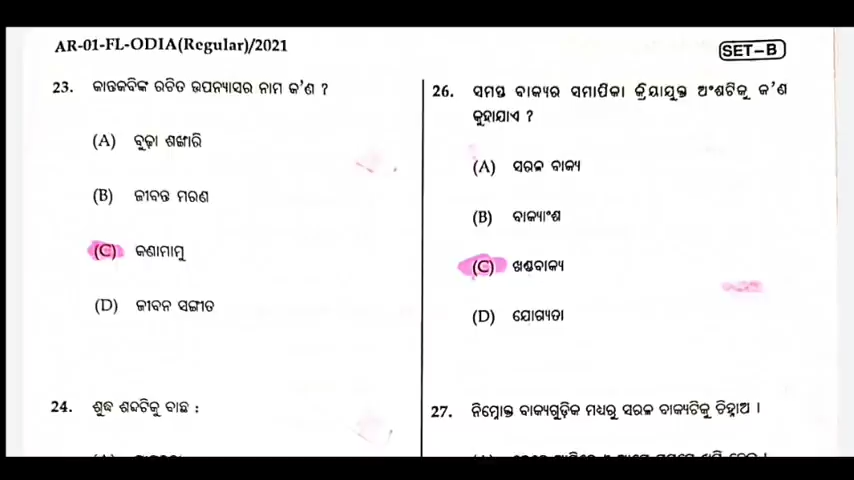 AR-01-FL-ODIA(Regular)/2021
SET–B
23. କାନ୍ତକବିଙ୍କ ରଚିତ ଉପନ୍ୟାସର ନାମ କ'ଣ ?
(A) ବୁଢ଼ା ଶଙ୍ଖାରି
(B) ଜୀବନ୍ତ ମରଣ
(C) କଣାମାମୁ
(D) ଜୀବନ ସଙ୍ଗୀତ
24. ଶୁଦ୍ଧ ଶବ୍ଦଟିକୁ ବାଛ :
26. ସମସ୍ତ ବାକ୍ୟର ସମାପିକା କ୍ରିୟାଯୁକ୍ତ ଅଂଶଟିକୁ କ'ଣ
କୁହାଯାଏ ?
(A) ସରଳ ବାକ୍ୟ
(B) ବାକ୍ୟାଂଶ
(C) ଖଣ୍ଡବାକ୍ୟ
(D) ଯୋଗ୍ୟତା
27. ନିମ୍ନୋକ୍ତ ବାକ୍ୟଗୁଡ଼ିକ ମଧ୍ୟରୁ ସରଳ ବାକ୍ୟଟିକୁ ଚିହ୍ନାଅ ।